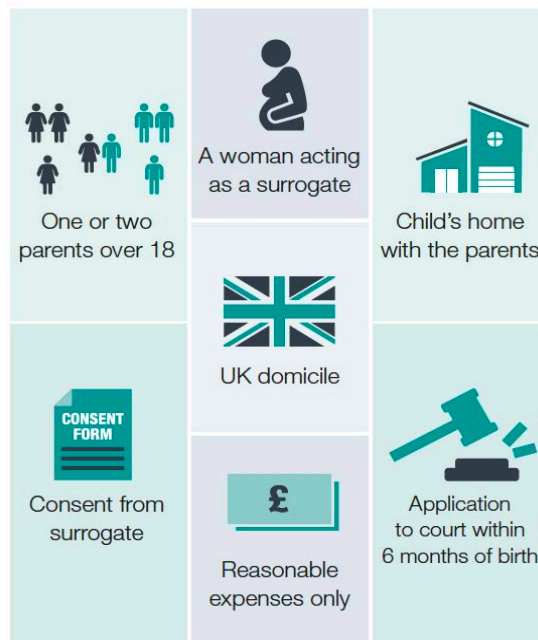 One or two
parents over 18
A woman acting
as a surrogate
Child's home
with the parents
UK domicile
CONSENT
FORM
Consent from
surrogate
£
Reasonable
expenses only
Application
to court within
6 months of birth